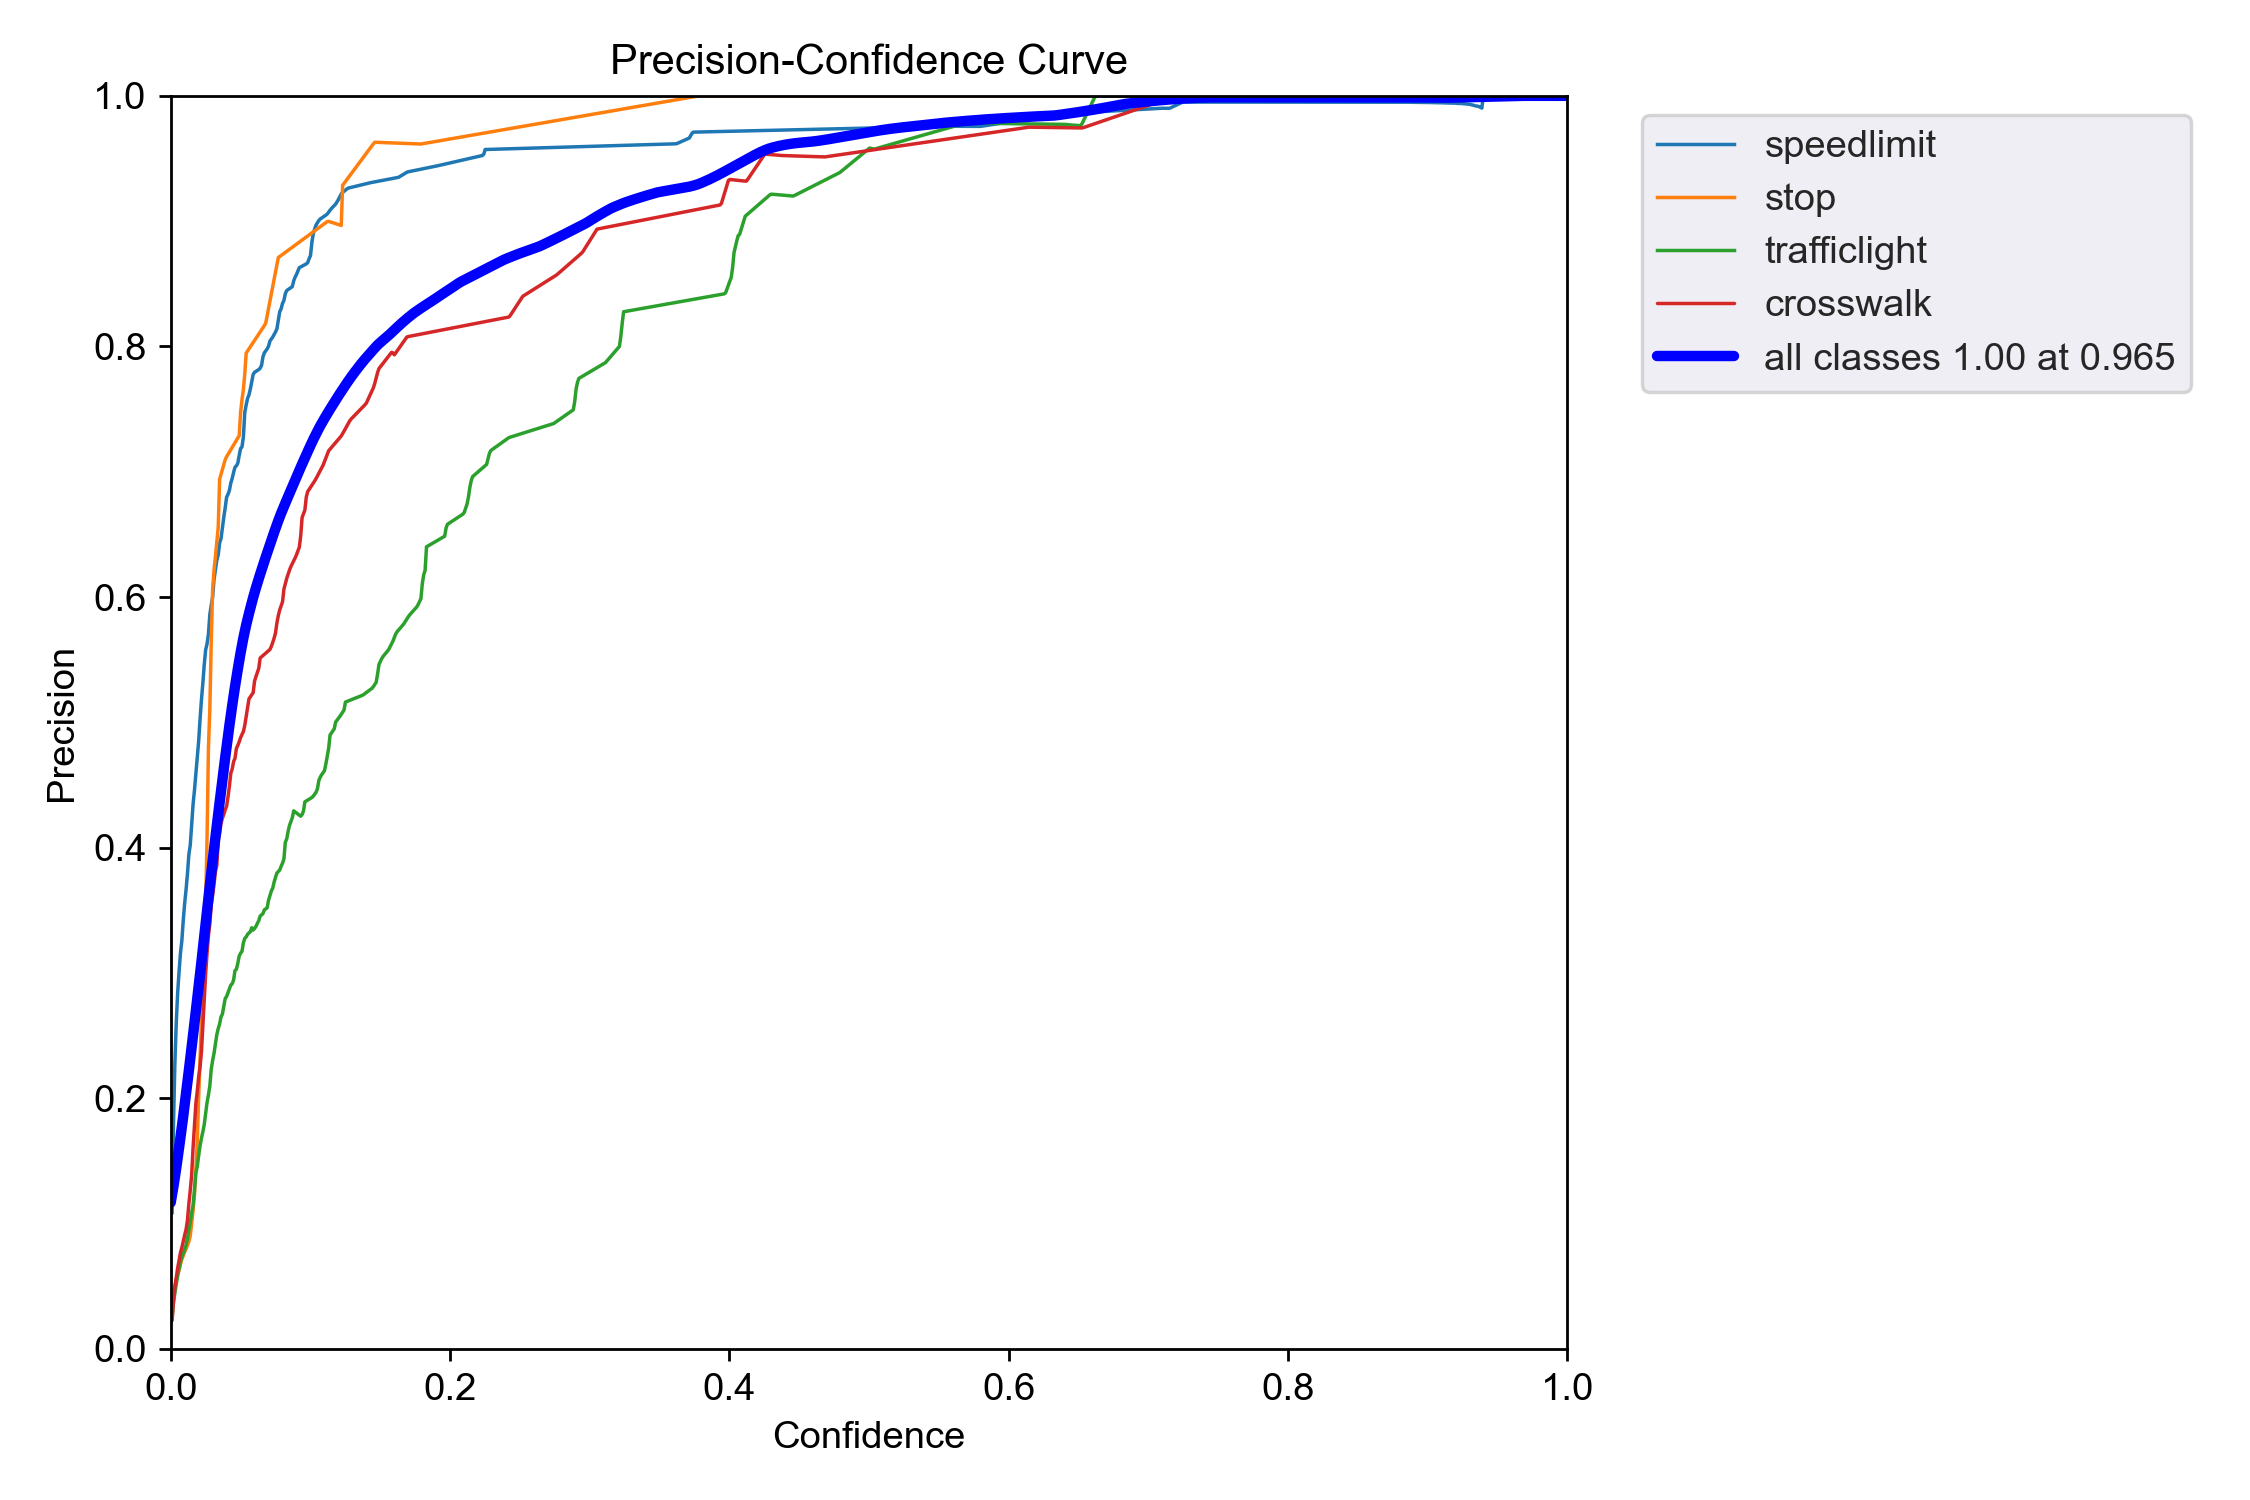 Precision-Confidence Curve
1.0
0.8
0.6
0.4
0.2
0.0
Precision
0.0 0.2 0.4 0.6 0.8 1.0
Confidence
speedlimit
stop
trafficlight
crosswalk
all classes 1.00 at 0.965